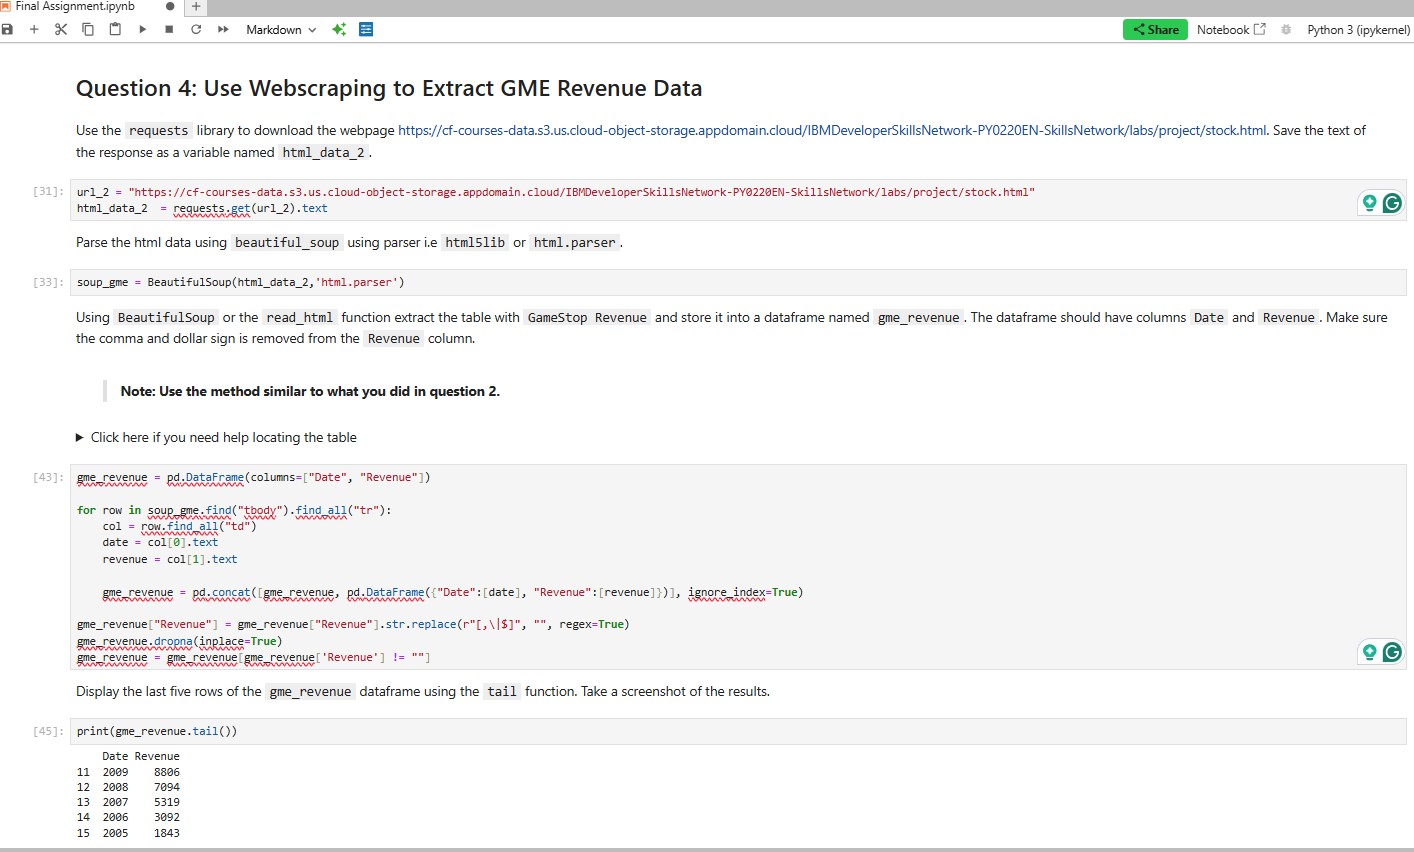 Final Assignment.ipynb
Markdown
Share
Notebook
Python 3 (ipykernel)
Question 4: Use Webscraping to Extract GME Revenue Data
Use the requests library to download the webpage https://cf-courses-data.s3.us.cloud-object-storage.appdomain.cloud/IBMDeveloperSkillsNetwork-PY0220EN-SkillsNetwork/labs/project/stock.html. Save the text of
the response as a variable named html_data_2.
[31]: url_2 = "https://cf-courses-data.s3.us.cloud-object-storage.appdomain.cloud/IBMDeveloperSkillsNetwork-PY0220EN-SkillsNetwork/labs/project/stock.html"
html_data_2  = requests.get(url_2).text
Parse the html data using beautiful_soup using parser i.e html5lib or html.parser.
[33]: soup_gme = BeautifulSoup(html_data_2,'html.parser')
Using BeautifulSoup or the read_html function extract the table with GameStop Revenue and store it into a dataframe named gme_revenue. The dataframe should have columns Date and Revenue. Make sure
the comma and dollar sign is removed from the Revenue column.
Note: Use the method similar to what you did in question 2.
Click here if you need help locating the table
[43]: gme_revenue = pd.DataFrame(columns=["Date", "Revenue"])
for row in soup_gme.find("tbody").find_all("tr"):
    col = row.find_all("td")
    date = col[0].text
    revenue = col[1].text
    gme_revenue = pd.concat([gme_revenue, pd.DataFrame({"Date":[date], "Revenue":[revenue]})], ignore_index=True)
gme_revenue["Revenue"] = gme_revenue["Revenue"].str.replace(r"[,\|$]", "", regex=True)
gme_revenue.dropna(inplace=True)
gme_revenue = gme_revenue[gme_revenue['Revenue'] != ""]
Display the last five rows of the gme_revenue dataframe using the tail function. Take a screenshot of the results.
[45]: print(gme_revenue.tail())
    Date Revenue
11  2009    8806
12  2008    7094
13  2007    5319
14  2006    3092
15  2005    1843